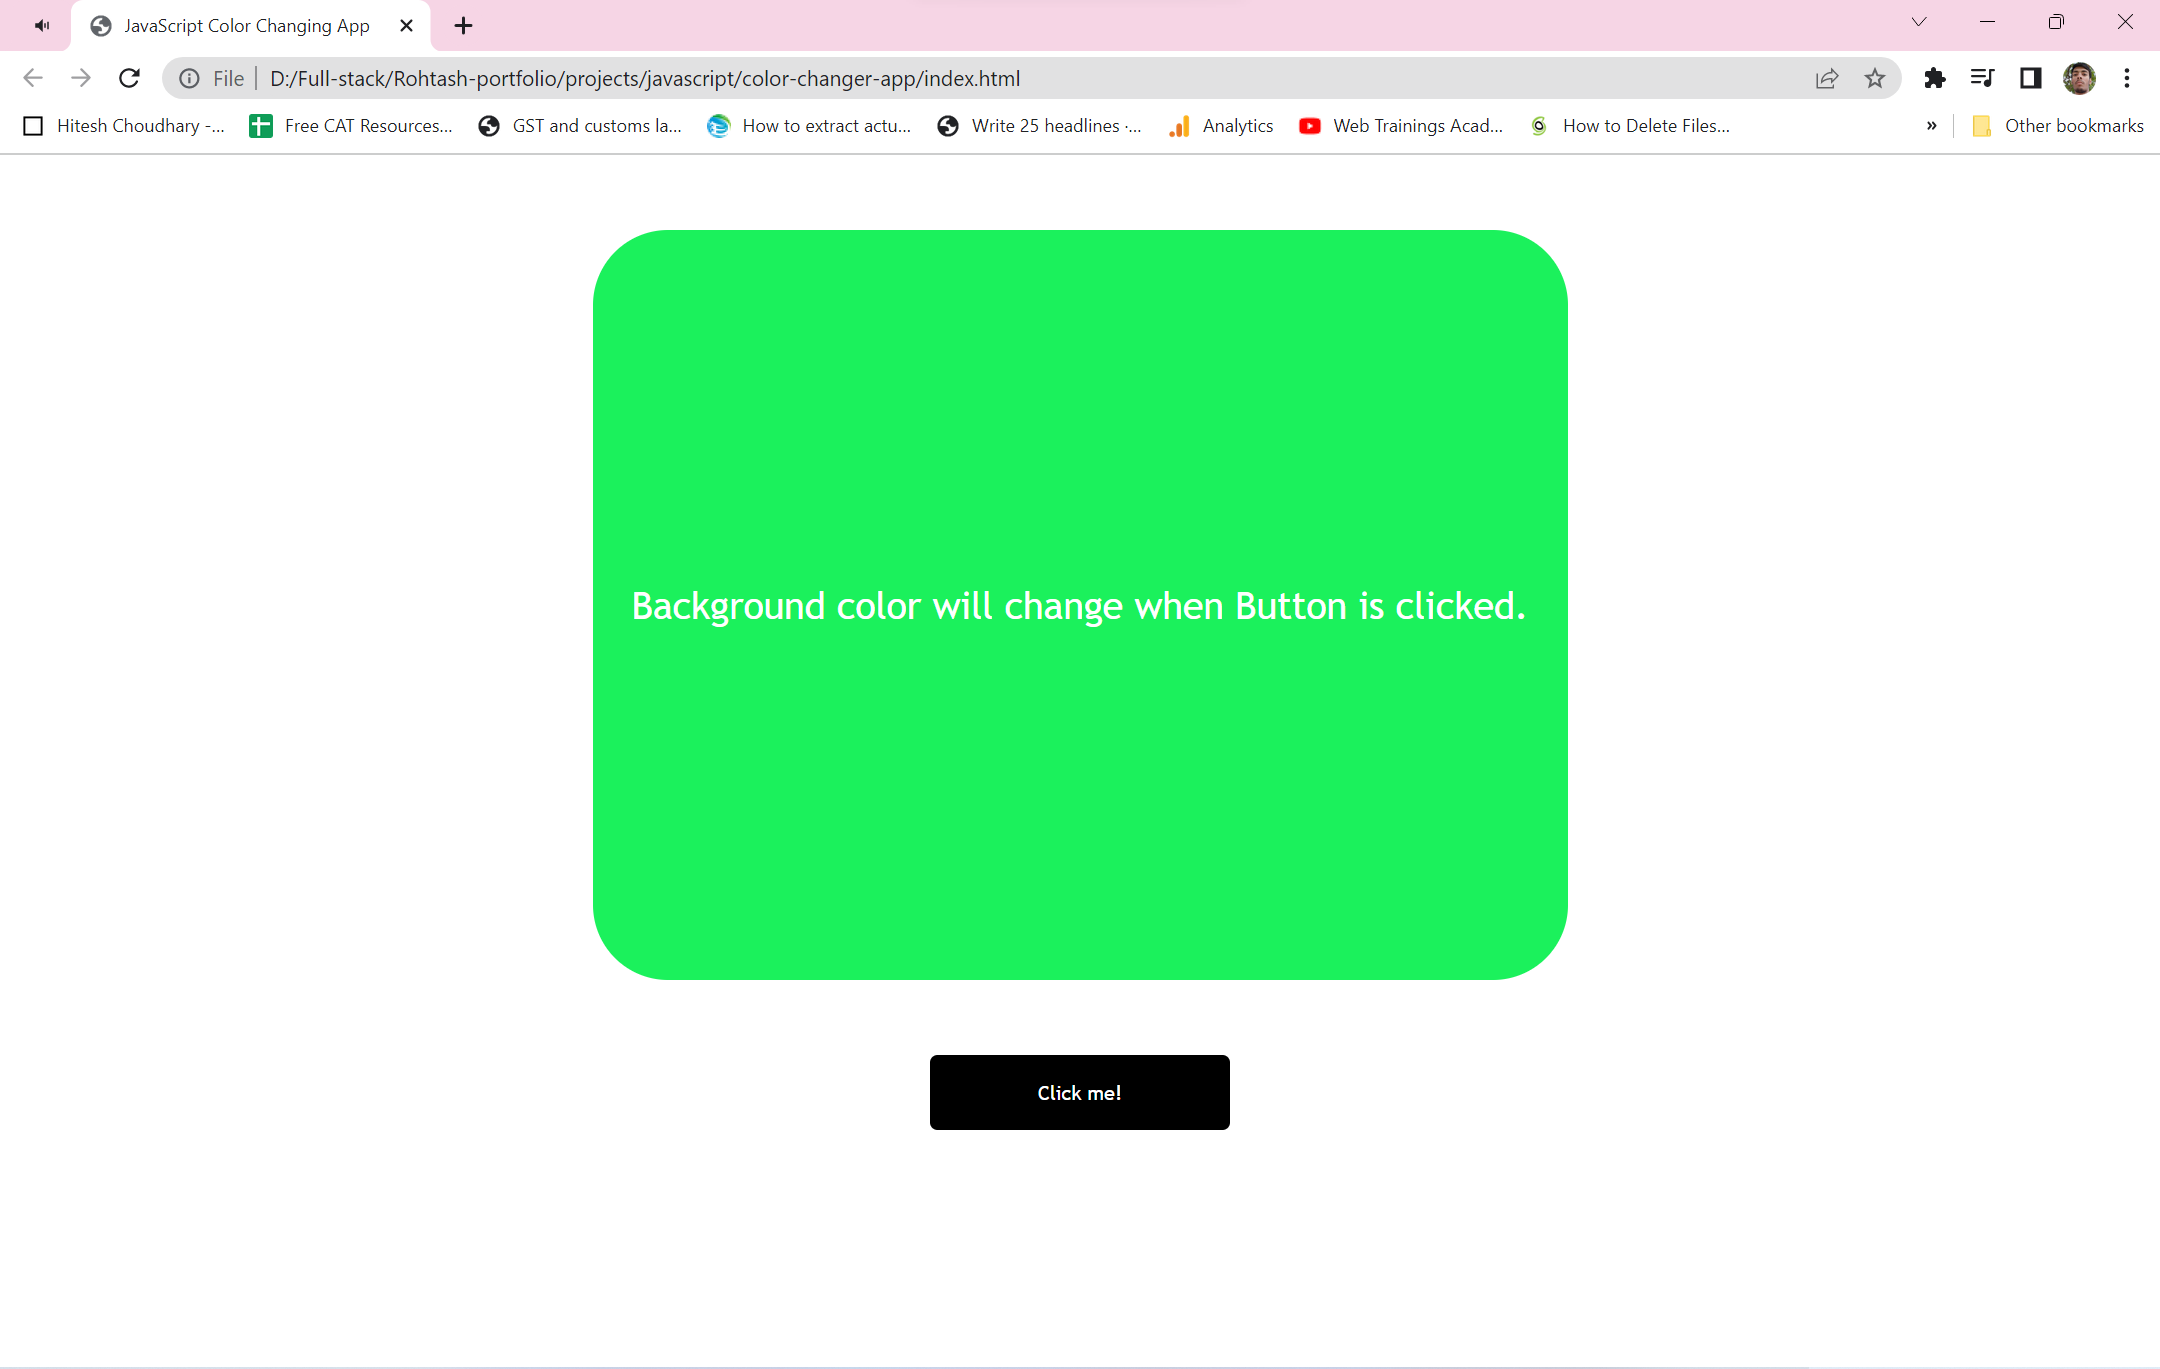 JavaScript Color Changing App
File D:/Full-stack/Rohtash-portfolio/projects/javascript/color-changer-app/index.html
Hitesh Choudhary -... Free CAT Resources... GST and customs la... How to extract actu... Write 25 headlines ·... Analytics Web Trainings Acad... How to Delete Files... » Other bookmarks
Background color will change when Button is clicked.
Click me!